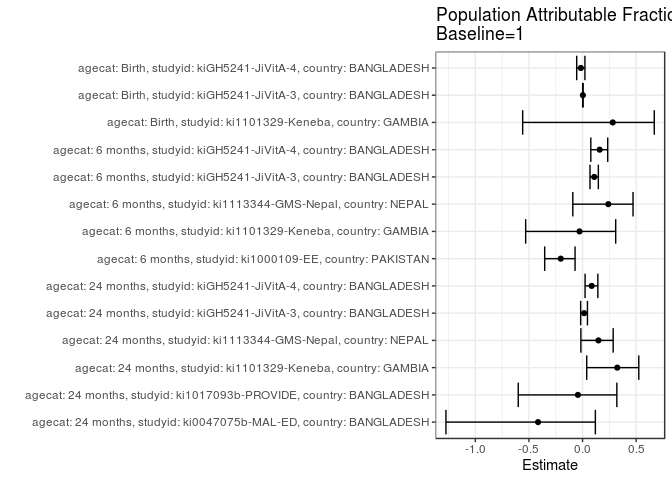 Population Attributable Fractic
Baseline=1
agecat: Birth, studyid: kiGH5241-JiVitA-4, country: BANGLADESH
agecat: Birth, studyid: kiGH5241-JiVitA-3, country: BANGLADESH
agecat: Birth, studyid: ki1101329-Keneba, country: GAMBIA
agecat: 6 months, studyid: kiGH5241-JiVitA-4, country: BANGLADESH
agecat: 6 months, studyid: kiGH5241-JiVitA-3, country: BANGLADESH
agecat: 6 months, studyid: ki1113344-GMS-Nepal, country: NEPAL
agecat: 6 months, studyid: ki1101329-Keneba, country: GAMBIA
agecat: 6 months, studyid: ki1000109-EE, country: PAKISTAN
agecat: 24 months, studyid: kiGH5241-JiVitA-4, country: BANGLADESH
agecat: 24 months, studyid: kiGH5241-JiVitA-3, country: BANGLADESH
agecat: 24 months, studyid: ki1113344-GMS-Nepal, country: NEPAL
agecat: 24 months, studyid: ki1101329-Keneba, country: GAMBIA
agecat: 24 months, studyid: ki1017093b-PROVIDE, country: BANGLADESH
agecat: 24 months, studyid: ki0047075b-MAL-ED, country: BANGLADESH
-1.0 -0.5 0.0 0.5
Estimate